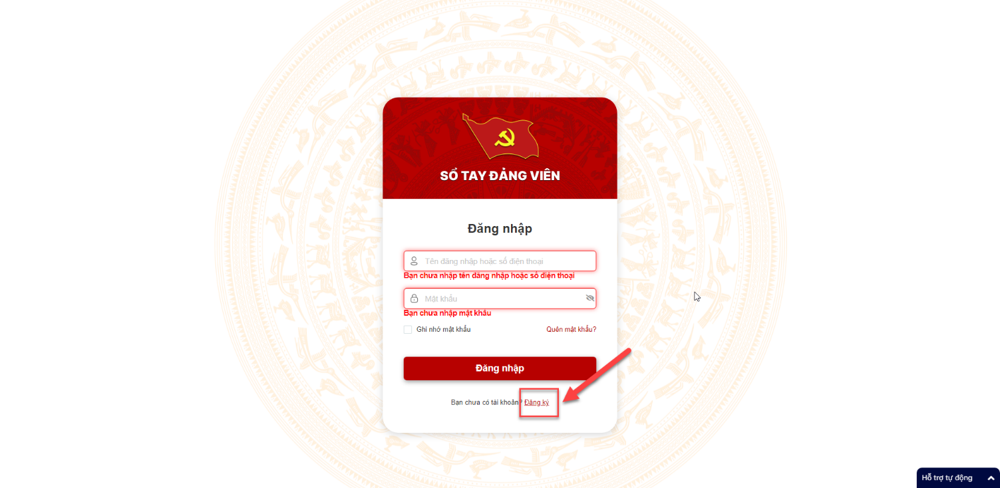 SỔ TAY ĐẢNG VIÊN
Đăng nhập
Tên đăng nhập hoặc số điện thoại
Bạn chưa nhập tên đăng nhập hoặc số điện thoại
Mật khẩu
Bạn chưa nhập mật khẩu
Ghi nhớ mật khẩu Quên mật khẩu?
Đăng nhập
Bạn chưa có tài khoản? Đăng ký
Hỗ trợ tự động